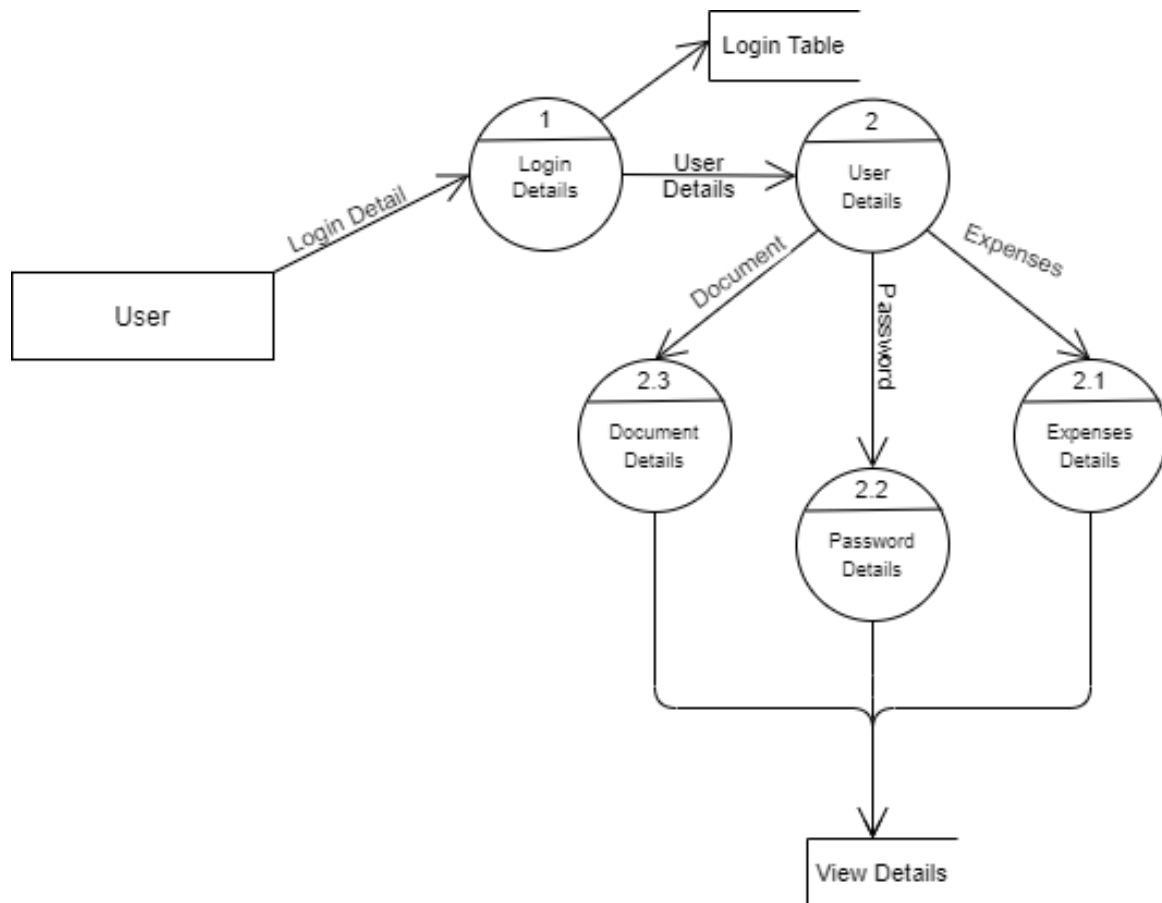 Login Table
1
Login
Details
User
Details
2
User
Details
Login Detail
User
Document
Password
Expenses
2.3
Document
Details
2.2
Password
Details
2.1
Expenses
Details
View Details